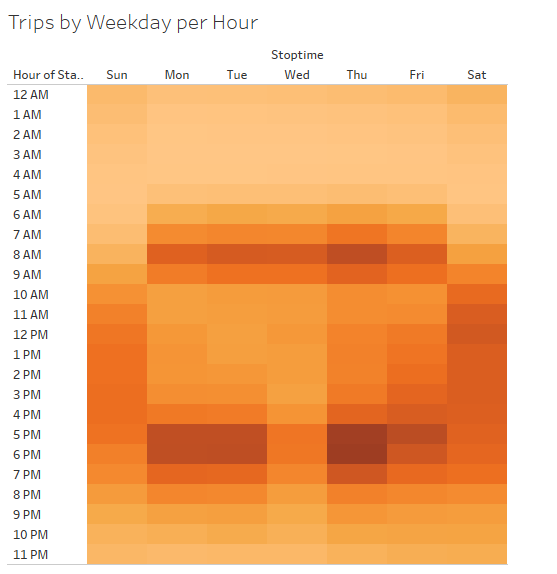 Trips by Weekday per Hour
Stoptime
Hour of Sta.. Sun Mon Tue Wed Thu Fri Sat
12 AM
1 AM
2 AM
3 AM
4 AM
5 AM
6 AM
7 AM
8 AM
9 AM
10 AM
11 AM
12 PM
1 PM
2 PM
3 PM
4 PM
5 PM
6 PM
7 PM
8 PM
9 PM
10 PM
11 PM